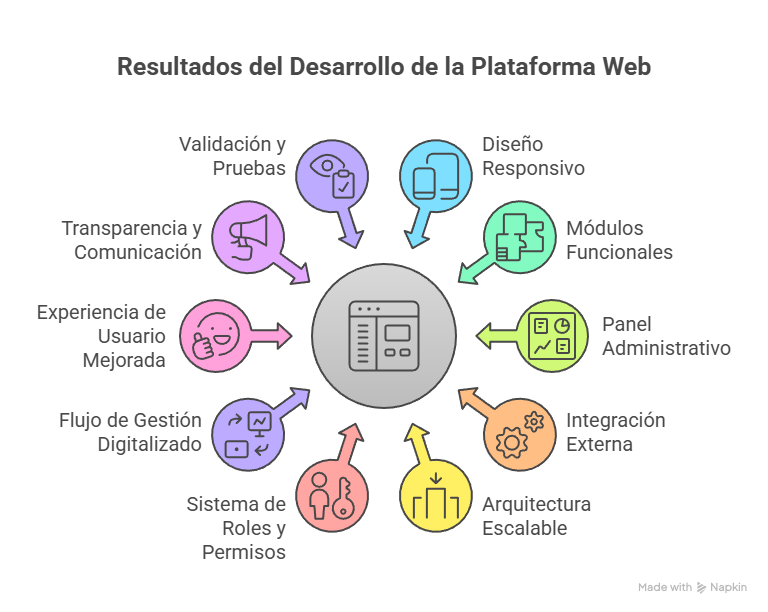 Resultados del Desarrollo de la Plataforma Web
Validación y
Pruebas
Diseño
Responsivo
Transparencia y
Comunicación
Módulos
Funcionales
Experiencia de
Usuario
Mejorada
Panel
Administrativo
Flujo de Gestión
Digitalizado
Integración
Externa
Sistema de
Roles y
Permisos
Arquitectura
Escalable
Made with Napkin